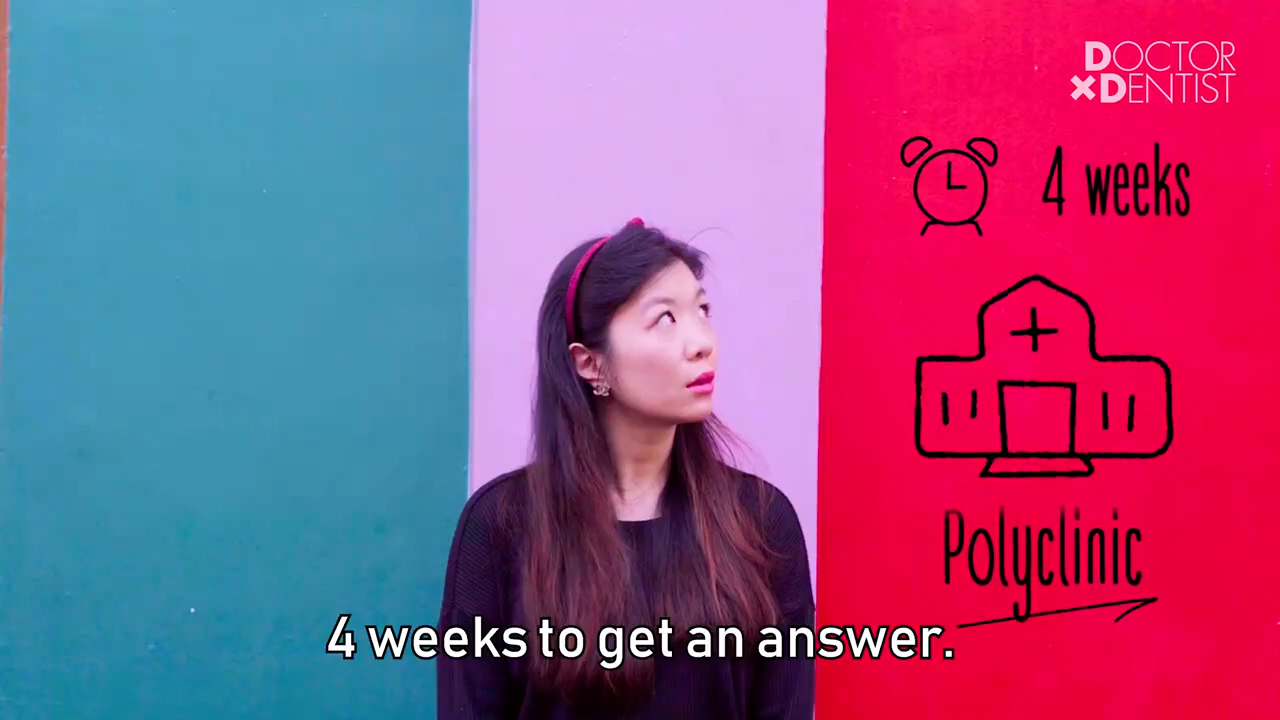 DOCTOR
×DENTIST
4 weeks
Polyclinic
4 weeks to get an answer.